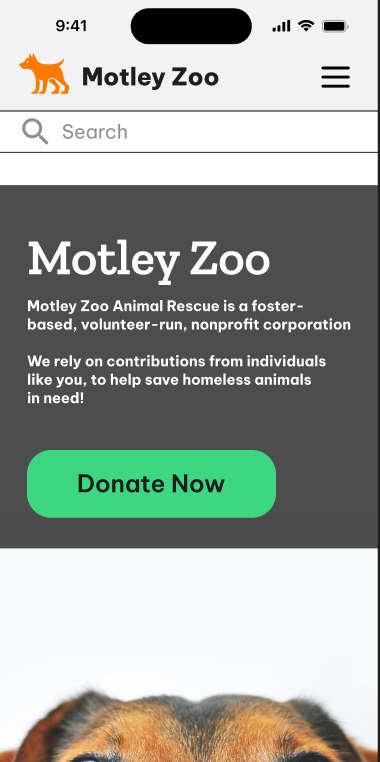 9:41
Motley Zoo
Search
Motley Zoo
Motley Zoo Animal Rescue is a foster-
based, volunteer-run, nonprofit corporation
We rely on contributions from individuals
like you, to help save homeless animals
in need!
Donate Now